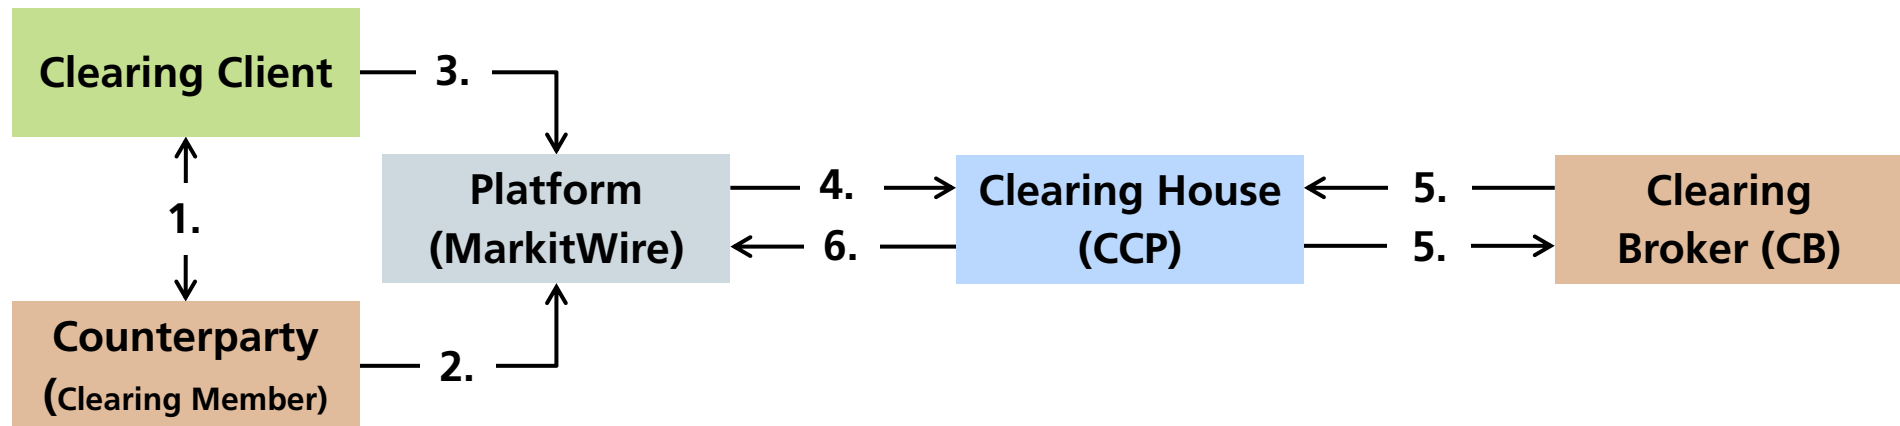 Clearing Client
3.
1.
Counterparty
(Clearing Member)
2.
Platform
(MarkitWire)
4.
6.
Clearing House
(CCP)
5.
5.
Clearing
Broker (CB)